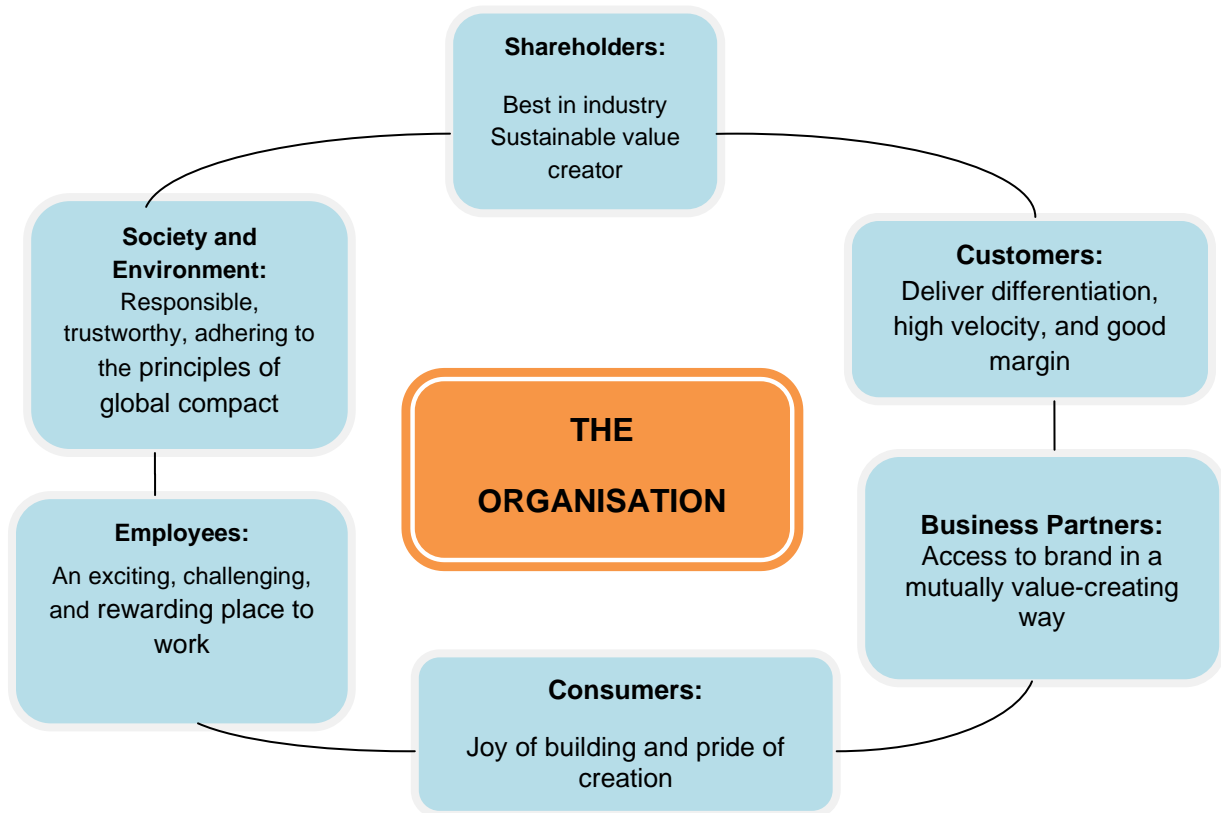 Shareholders:
Best in industry
Sustainable value
creator
Society and
Environment:
Responsible,
trustworthy, adhering to
the principles of
global compact
Customers:
Deliver differentiation,
high velocity, and good
margin
THE
ORGANISATION
Employees:
An exciting, challenging,
and rewarding place to
work
Business Partners:
Access to brand in a
mutually value-creating
way
Consumers:
Joy of building and pride of
creation